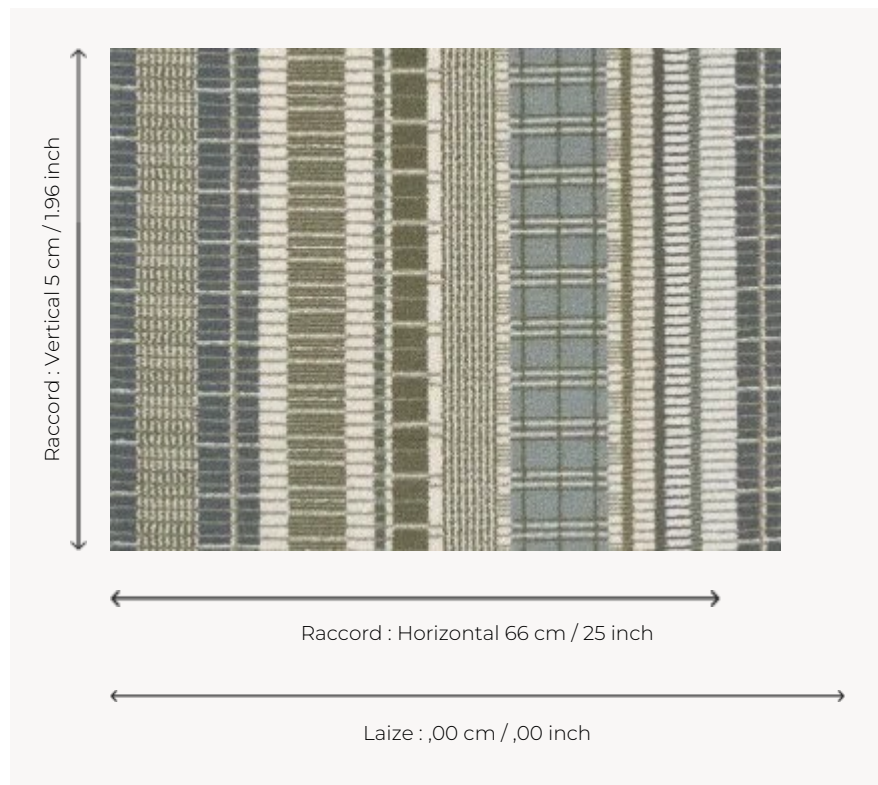 Raccord : Vertical 5 cm / 1.96 inch
Raccord : Horizontal 66 cm / 25 inch
Laize : ,00 cm / ,00 inch